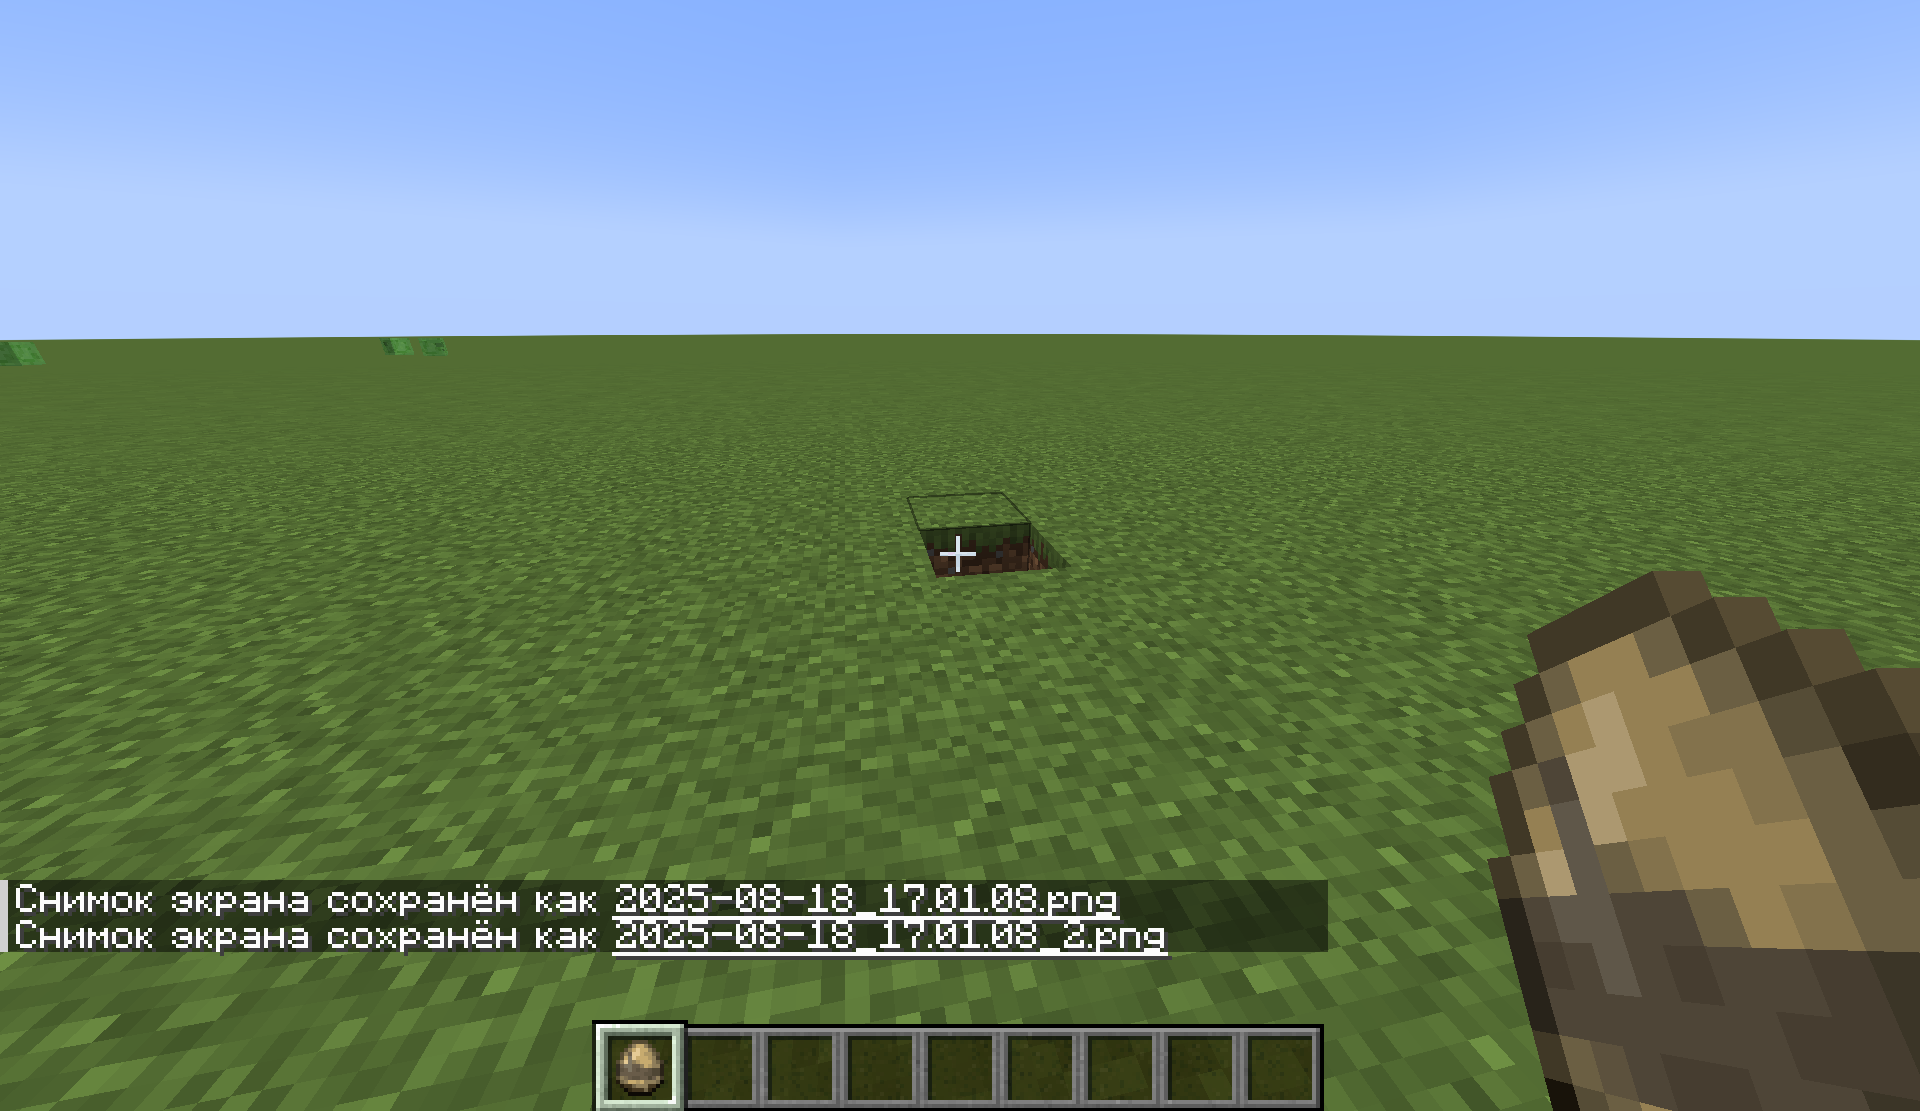 Снимок экрана сохранён как 2025-08-18_17.01.08.png
Снимок экрана сохранён как 2025-08-18_17.01.08_2.png